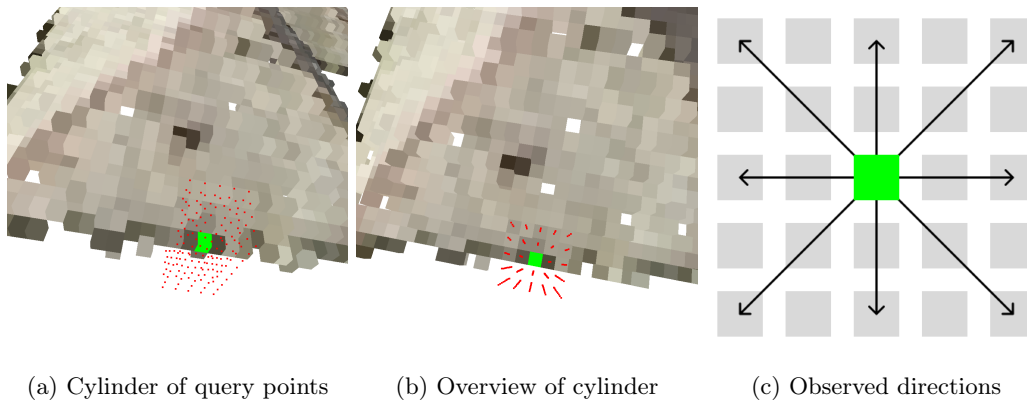 (a) Cylinder of query points
(b) Overview of cylinder
(c) Observed directions